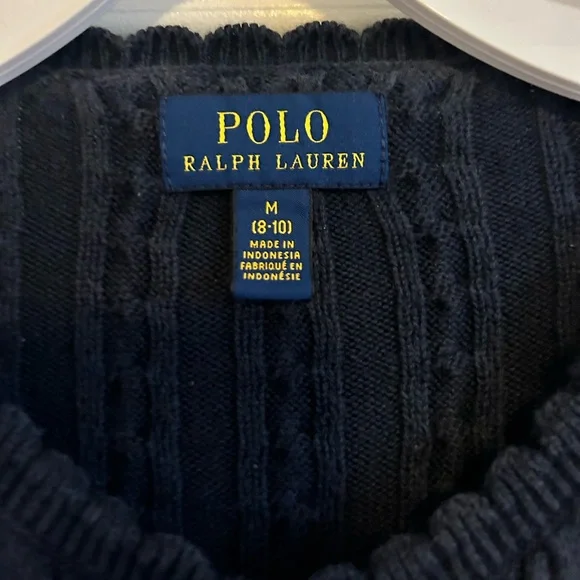 POLO
RALPH LAUREN
M
(8-10)
MADE IN
INDONESIA
FABRIQUÉ EN
INDONÉSIE